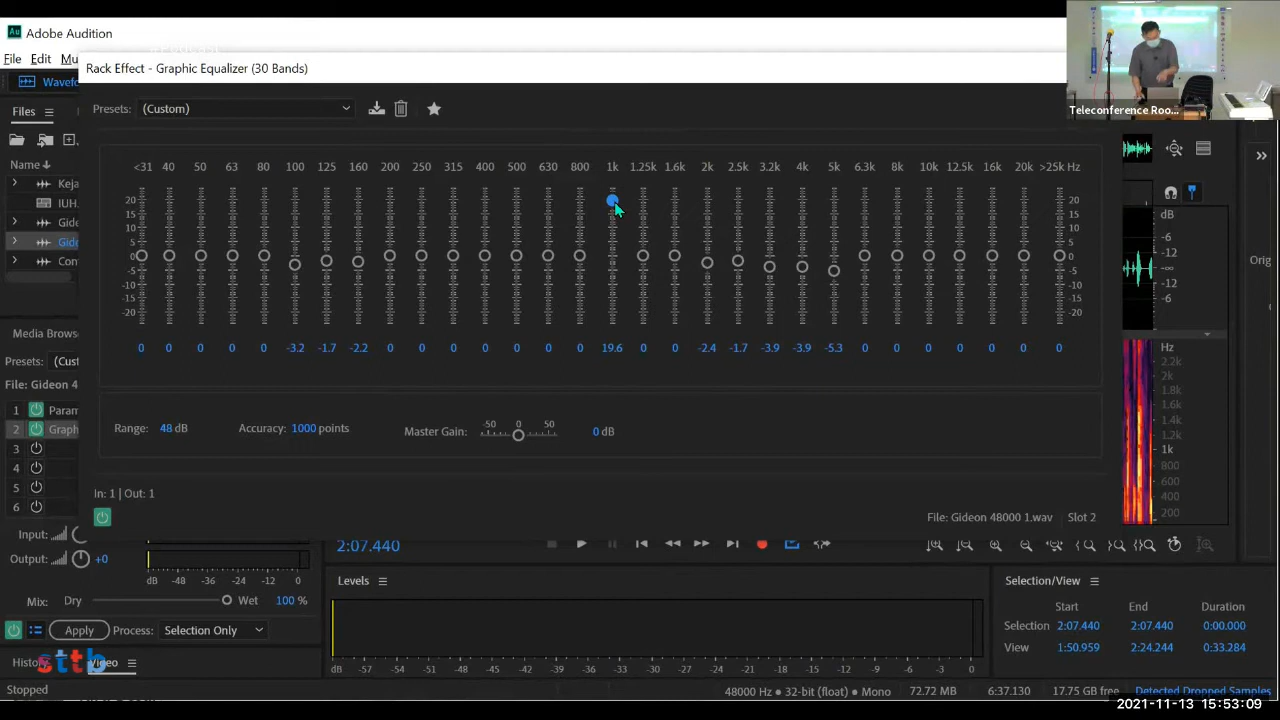 Adobe Audition
#Podcast
File Edit Mu
Rack Effect - Graphic Equalizer (30 Bands)
Wavefo
Files
Presets: (Custom)
Teleconference Roo...
Name
<31 40 50 63 80 100 125 160 200 250 315 400 500 630 800 1k 1.25k 1.6k 2k 2.5k 3.2k 4k 5k 6.3k 8k 10k 12.5k 16k 20k >25k Hz
Keja
IUH.
Gide
Gide
Con
20 20
15 15
10 10
5 5
0 0
-5 -5
-10 -10
-15 -15
-20 -20
dB
-6
-12
-∞
-12
-6
Orig
0 0 0 0 0 -3.2 -1.7 -2.2 0 0 0 0 0 0 0 19.6 0 0 -2.4 -1.7 -3.9 -3.9 -5.3 0 0 0 0 0 0 0
Media Browse
Presets: (Cust
File: Gideon 4
1 Param
2 Graph
3
4
5
6
Hz
2.2k
2k
1.8k
1.6k
1.4k
1.2k
1k
800
600
400
200
Range: 48 dB Accuracy: 1000 points Master Gain: -50 0 50 0 dB
In: 1 | Out: 1
File: Gideon 48000 1.wav Slot 2
Input:
2:07.440
Output: +0
dB -48 -36 -24 -12 0
Mix: Dry Wet 100 %
Apply Process: Selection Only
Histor Video
sttb
Stopped
Levels
dB -57 -54 -51 -48 -45 -42 -39 -36 -33 -30 -27 -24 -21 -18 -15 -12 -9 -6 -3 0
Selection/View
Start End Duration
Selection 2:07.440 2:07.440 0:00.000
View 1:50.959 2:24.244 0:33.284
48000 Hz ● 32-bit (float) ● Mono 72.72 MB 6:37.130 17.75 GB free Detected Dropped Samples
2021-11-13 15:53:09